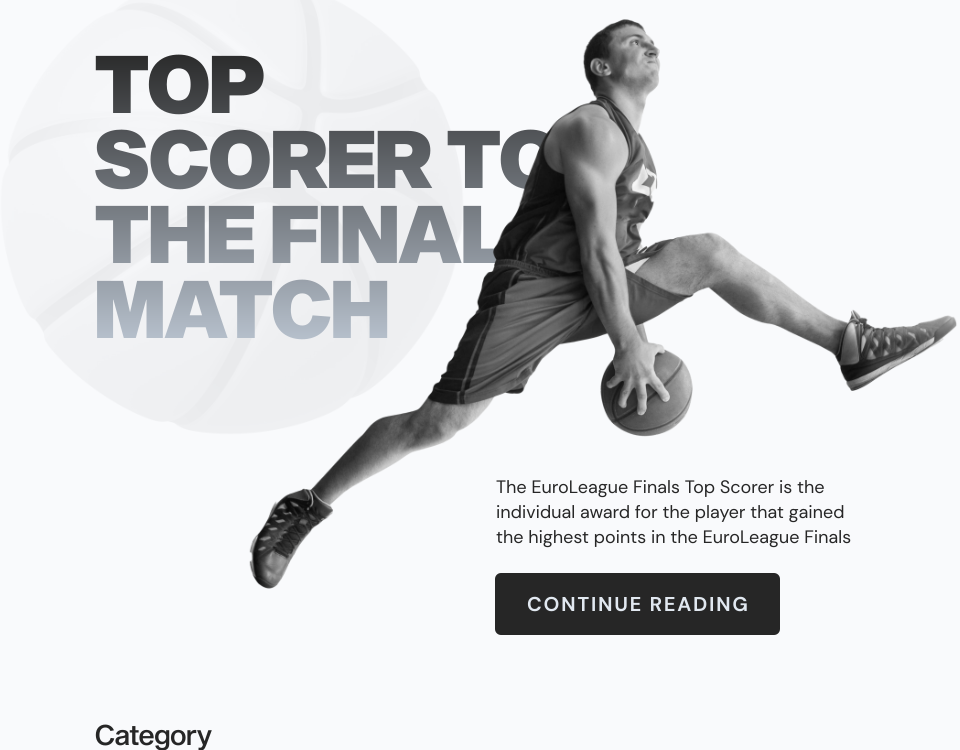 TOP
SCORER TO
THE FINAL
MATCH
The EuroLeague Finals Top Scorer is the
individual award for the player that gained
the highest points in the EuroLeague Finals
CONTINUE READING
Category